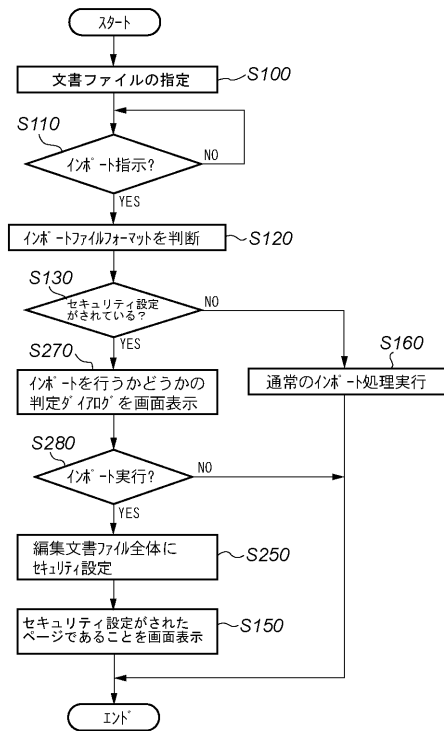 スタート
文書ファイルの指定
S100
S110
インポート指示?
NO
YES
インポートファイルフォーマットを判断
S120
S130
セキュリティ設定
がされている?
NO
YES
S270
S160
インポートを行うかどうかの
判定ダイアログを画面表示
通常のインポート処理実行
S280
インポート実行?
NO
YES
編集文書ファイル全体に
セキュリティ設定
S250
セキュリティ設定がされた
ページであることを画面表示
S150
エンド